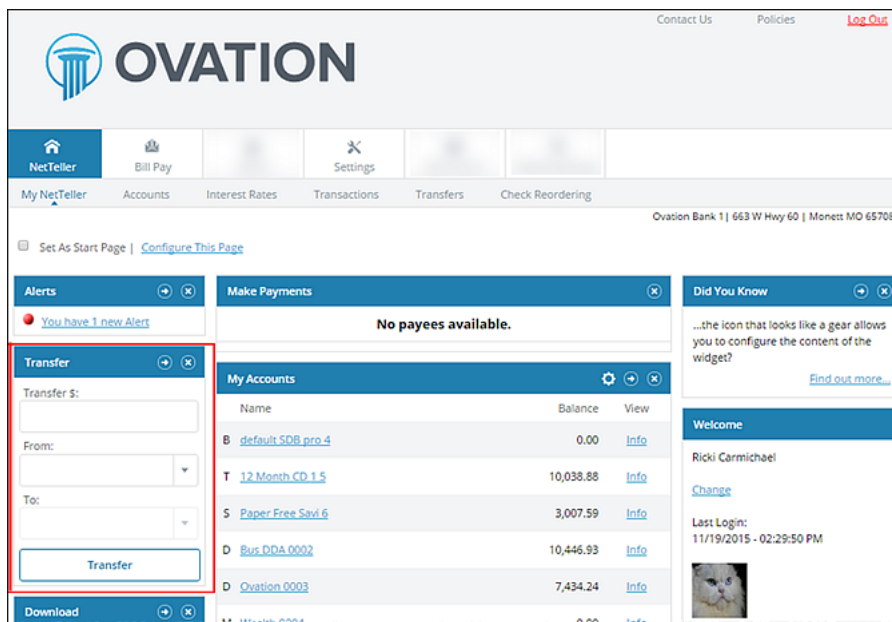 Contact Us Policies Log Out
OVATION
NetTeller Bill Pay Settings
My NetTeller Accounts Interest Rates Transactions Transfers Check Reordering
Ovation Bank 1| 663 W Hwy 60 | Monett MO 65708
Set As Start Page | Configure This Page
Alerts
You have 1 new Alert
Transfer
Transfer $:
From:
To:
Transfer
Download
Make Payments
No payees available.
My Accounts
Name Balance View
B default SDB pro 4 0.00 Info
T 12 Month CD 1 5 10,038.88 Info
S Paper Free Savi 6 3,007.59 Info
D Bus DDA 0002 10,446.93 Info
D Ovation 0003 7,434.24 Info
Did You Know
...the icon that looks like a gear allows
you to configure the content of the
widget?
Find out more...
Welcome
Ricki Carmichael
Change
Last Login:
11/19/2015 - 02:29:50 PM